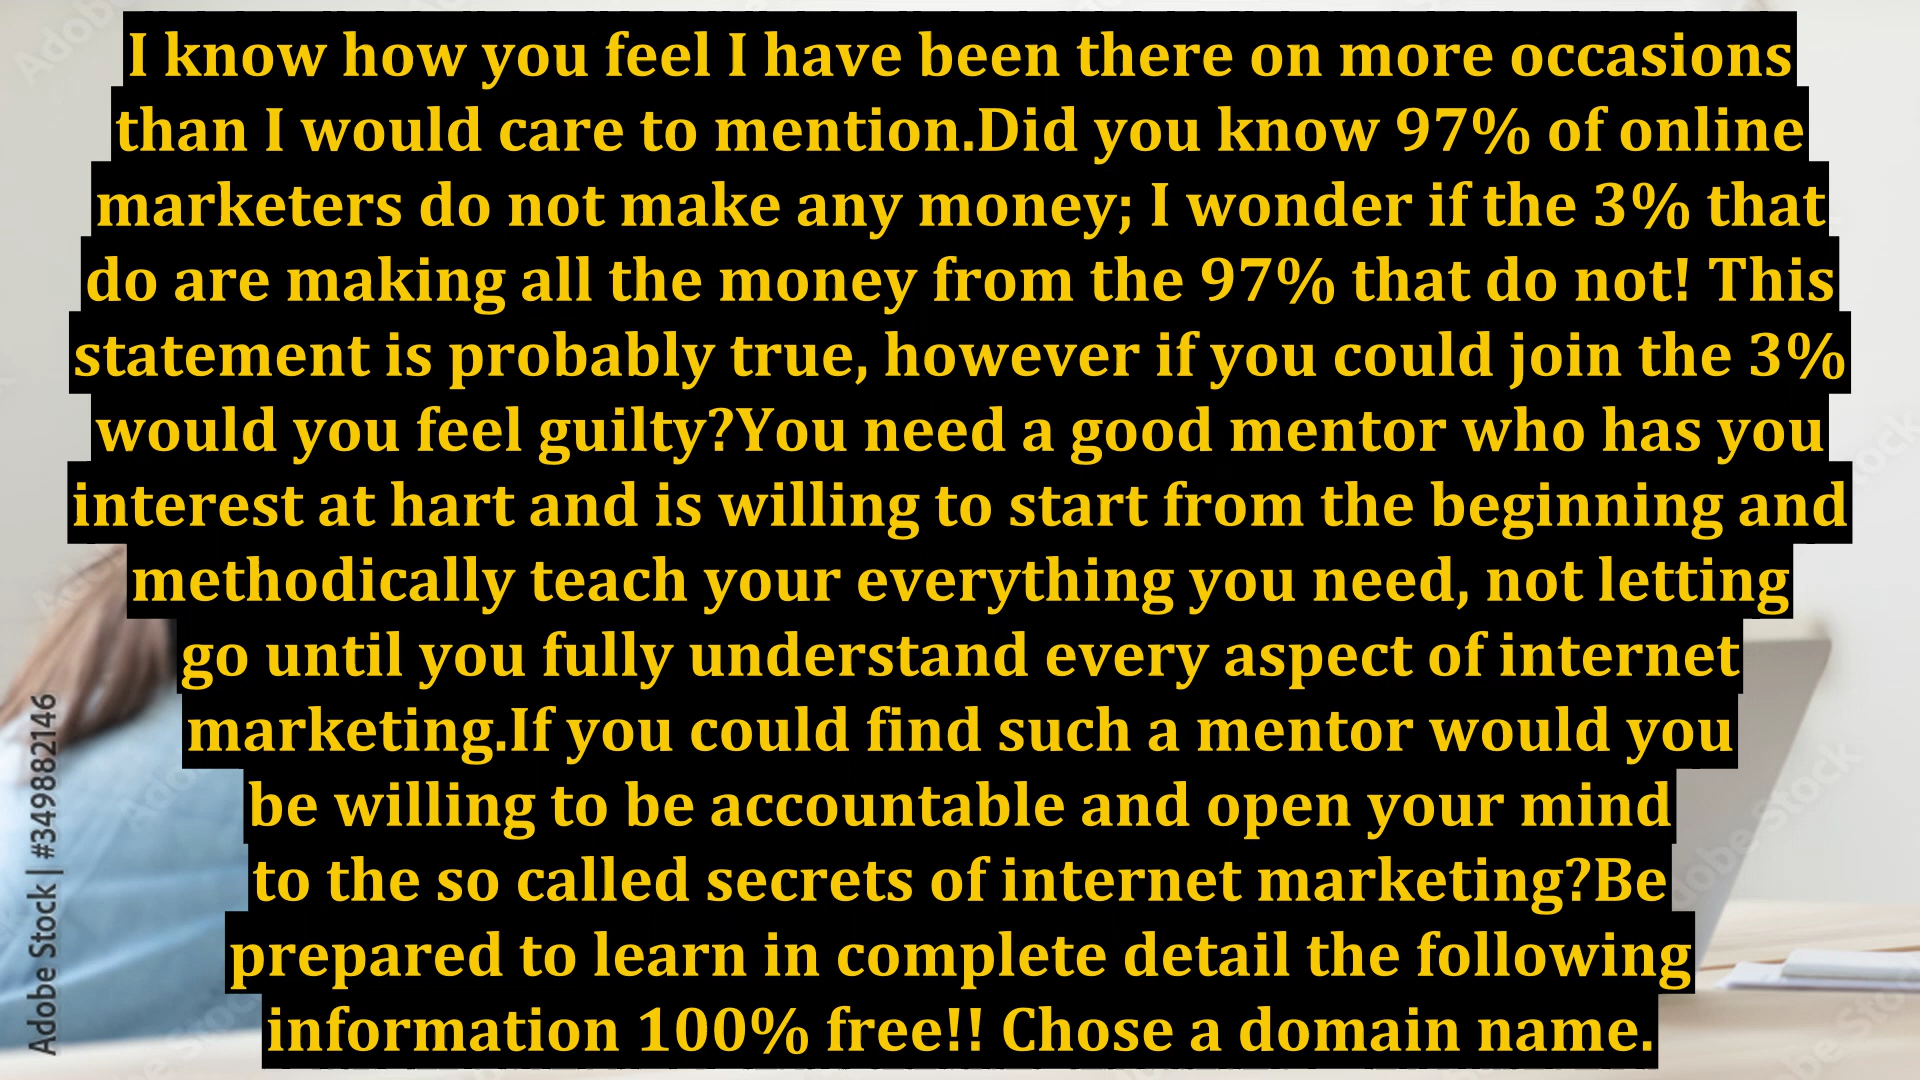 I know how you feel I have been there on more occasions
than I would care to mention.Did you know 97% of online
marketers do not make any money; I wonder if the 3% that
do are making all the money from the 97% that do not! This
statement is probably true, however if you could join the 3%
would you feel guilty?You need a good mentor who has you
interest at hart and is willing to start from the beginning and
methodically teach your everything you need, not letting
go until you fully understand every aspect of internet
marketing.If you could find such a mentor would you
be willing to be accountable and open your mind
to the so called secrets of internet marketing?Be
prepared to learn in complete detail the following
information 100% free!! Chose a domain name.
Adobe Stock | #349882146